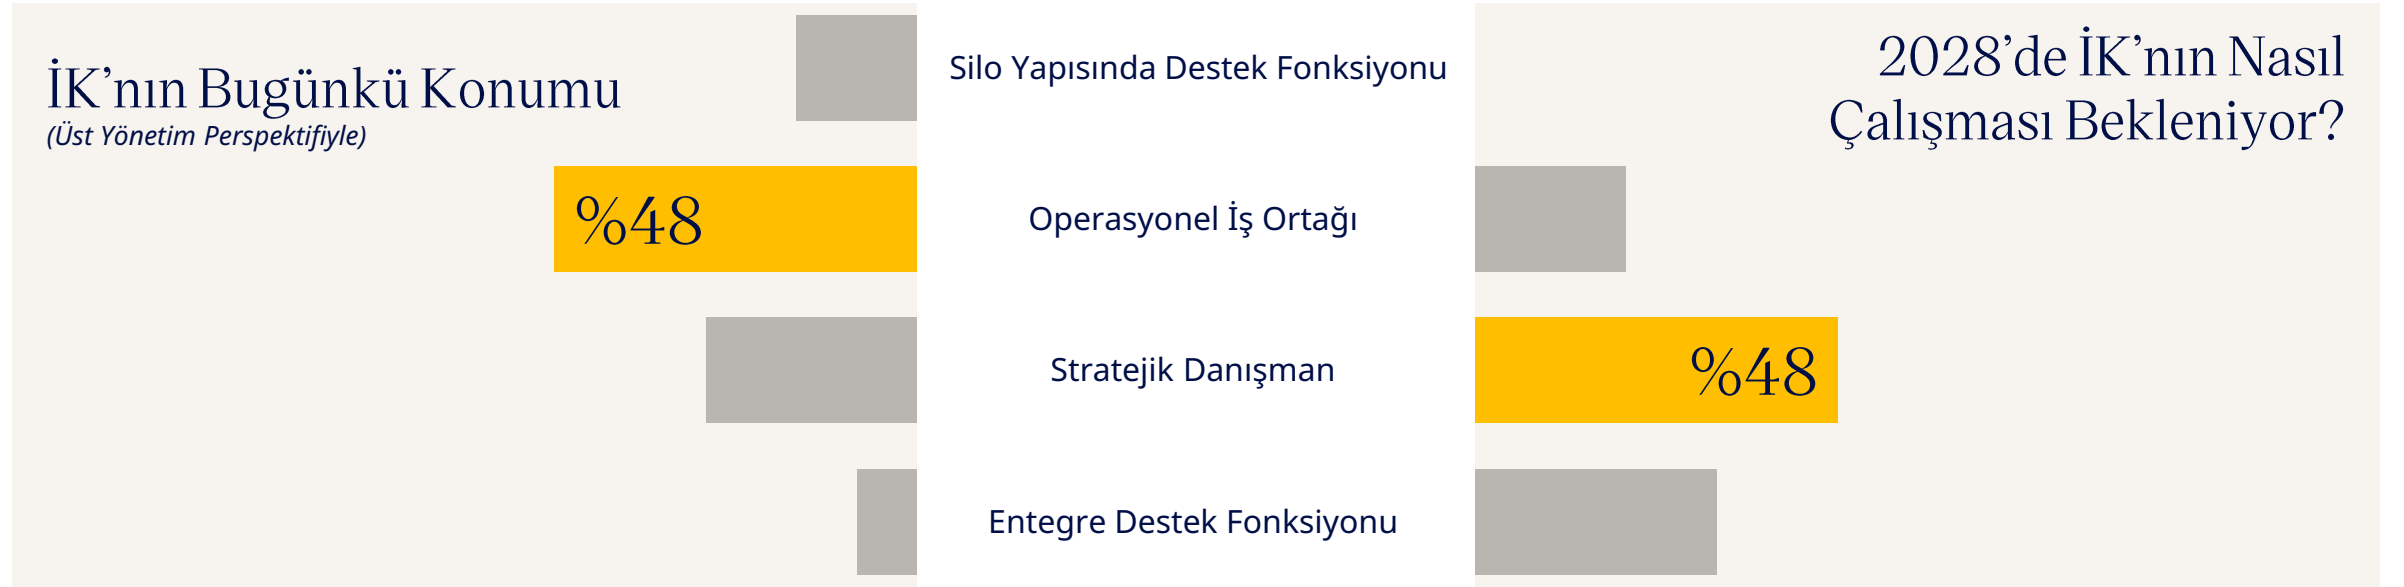 İK’nın Bugünkü Konumu
(Üst Yönetim Perspektifiyle)
%48
Silo Yapısında Destek Fonksiyonu
Operasyonel İş Ortağı
Stratejik Danışman
Entegre Destek Fonksiyonu
2028’de İK’nın Nasıl
Çalışması Bekleniyor?
%48